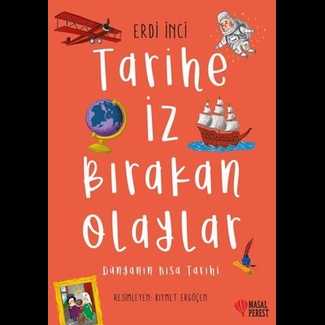 ERDİ İNCİ
Tarihe
İz
Bırakan
Olaylar
Dünyanın Kısa Tarihi
RESİMLEYEN: KIYMET ERGÖÇEN
MASAL
PEREST